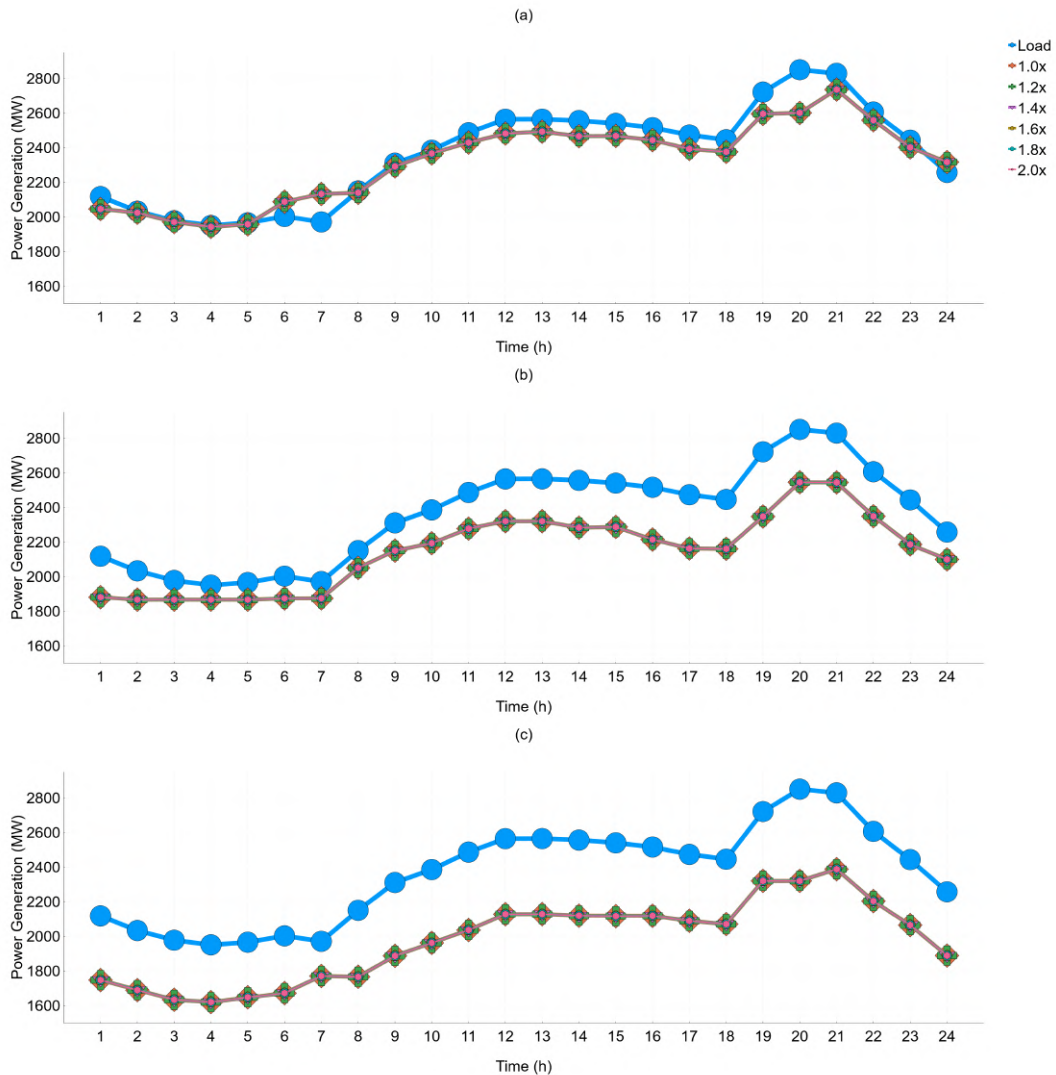 (a)
Power Generation (MW)
2800
2600
2400
2200
2000
1800
1600
1 2 3 4 5 6 7 8 9 10 11 12 13 14 15 16 17 18 19 20 21 22 23 24
Time (h)
Load
1.0x
1.2x
1.4x
1.6x
1.8x
2.0x
(b)
Power Generation (MW)
2800
2600
2400
2200
2000
1800
1600
1 2 3 4 5 6 7 8 9 10 11 12 13 14 15 16 17 18 19 20 21 22 23 24
Time (h)
(c)
Power Generation (MW)
2800
2600
2400
2200
2000
1800
1600
1 2 3 4 5 6 7 8 9 10 11 12 13 14 15 16 17 18 19 20 21 22 23 24
Time (h)